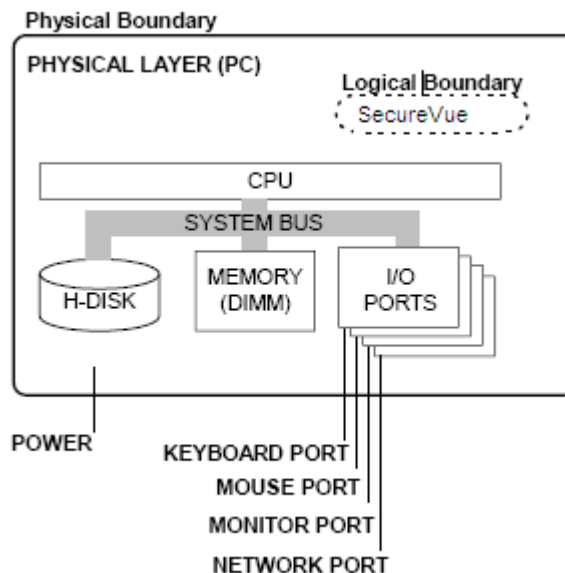 Physical Boundary
PHYSICAL LAYER (PC)
Logical Boundary
SecureVue
CPU
SYSTEM BUS
H-DISK
MEMORY
(DIMM)
I/O
PORTS
POWER
KEYBOARD PORT
MOUSE PORT
MONITOR PORT
NETWORK PORT